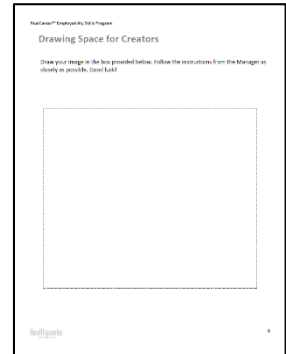 RealCareer™ Employability Skills Program
Drawing Space for Creators
Draw your image in the box provided below. Follow the instructions from the Manager as
closely as possible. Good luck!